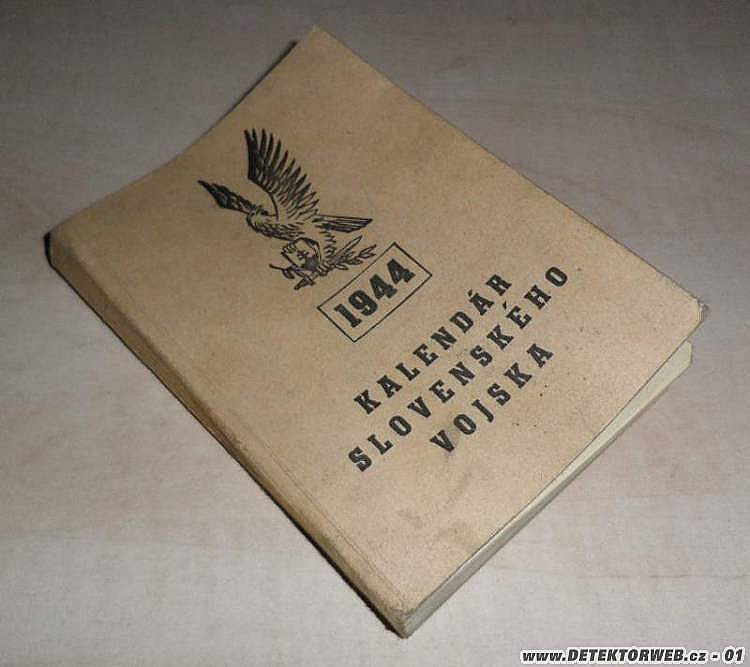 1944
KALENDÁR
SLOVENSKÉHO
VOJSKA
www.DETEKTORWEB.cz - 01